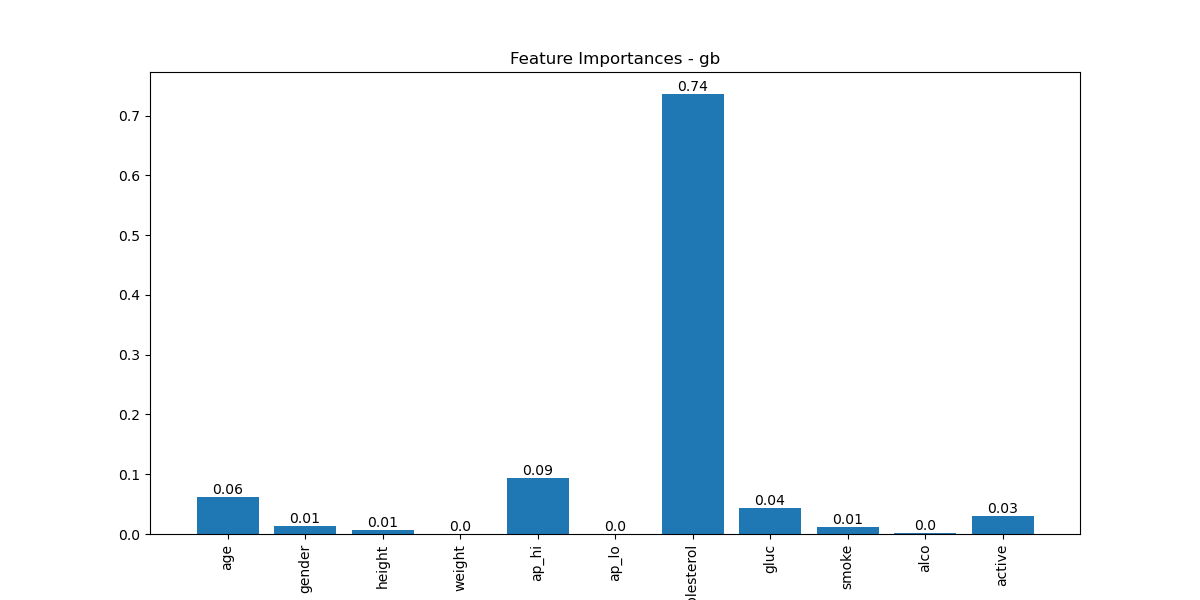 Feature Importances - gb
0.7
0.6
0.5
0.4
0.3
0.2
0.1
0.0
0.06
0.01
0.01
0.0
0.09
0.0
0.74
0.04
0.01
0.0
0.03
age
gender
height
weight
ap_hi
ap_lo
olesterol
gluc
smoke
alco
active